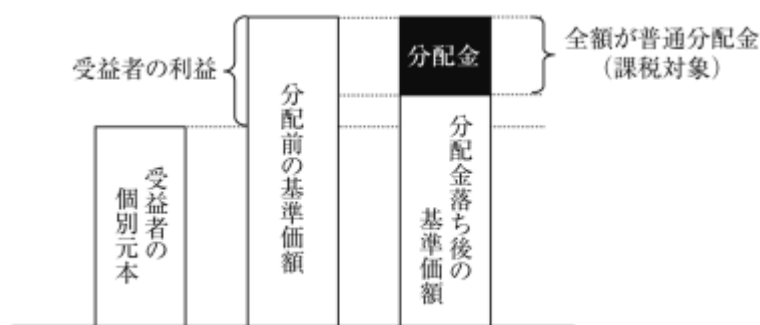 受益者の利益
分配金
全額が普通分配金
(課税対象)
受益者の
個別元本
分配前の基準価額
分配金落ち後の
基準価額